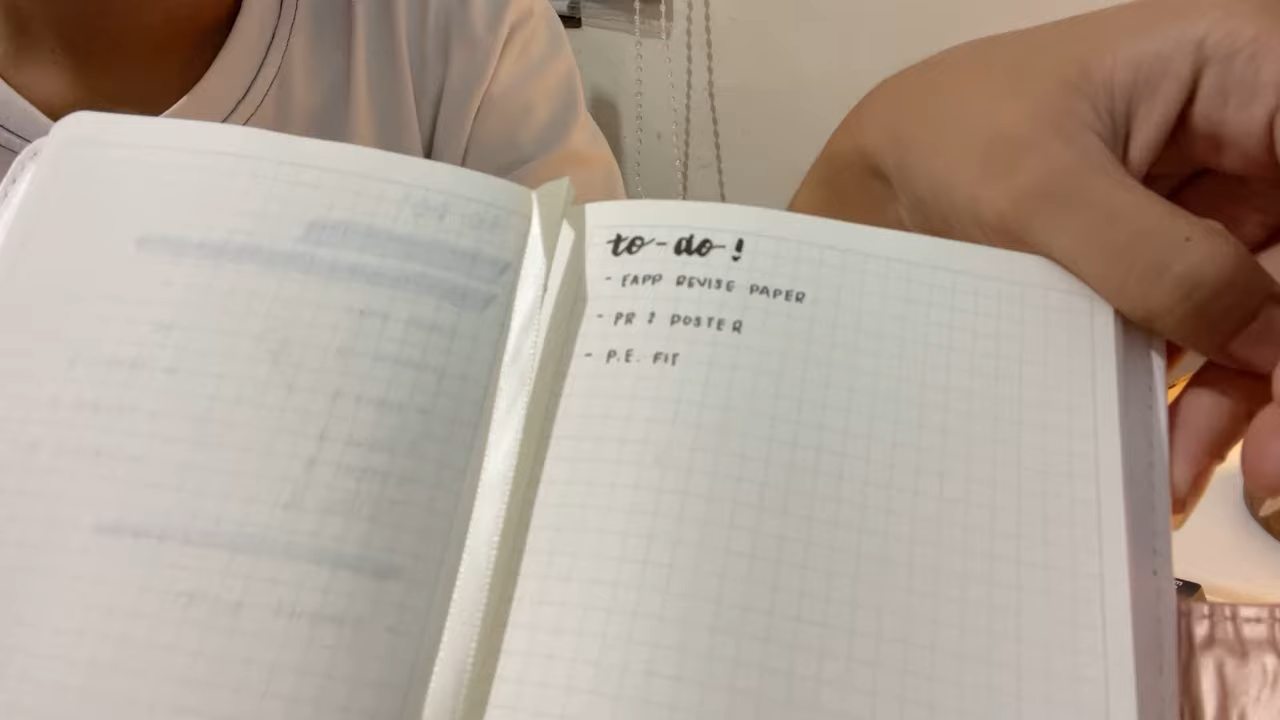 to-do!
- EAPP REVISE PAPER
- PR 2 POSTER
- P.E. FIT